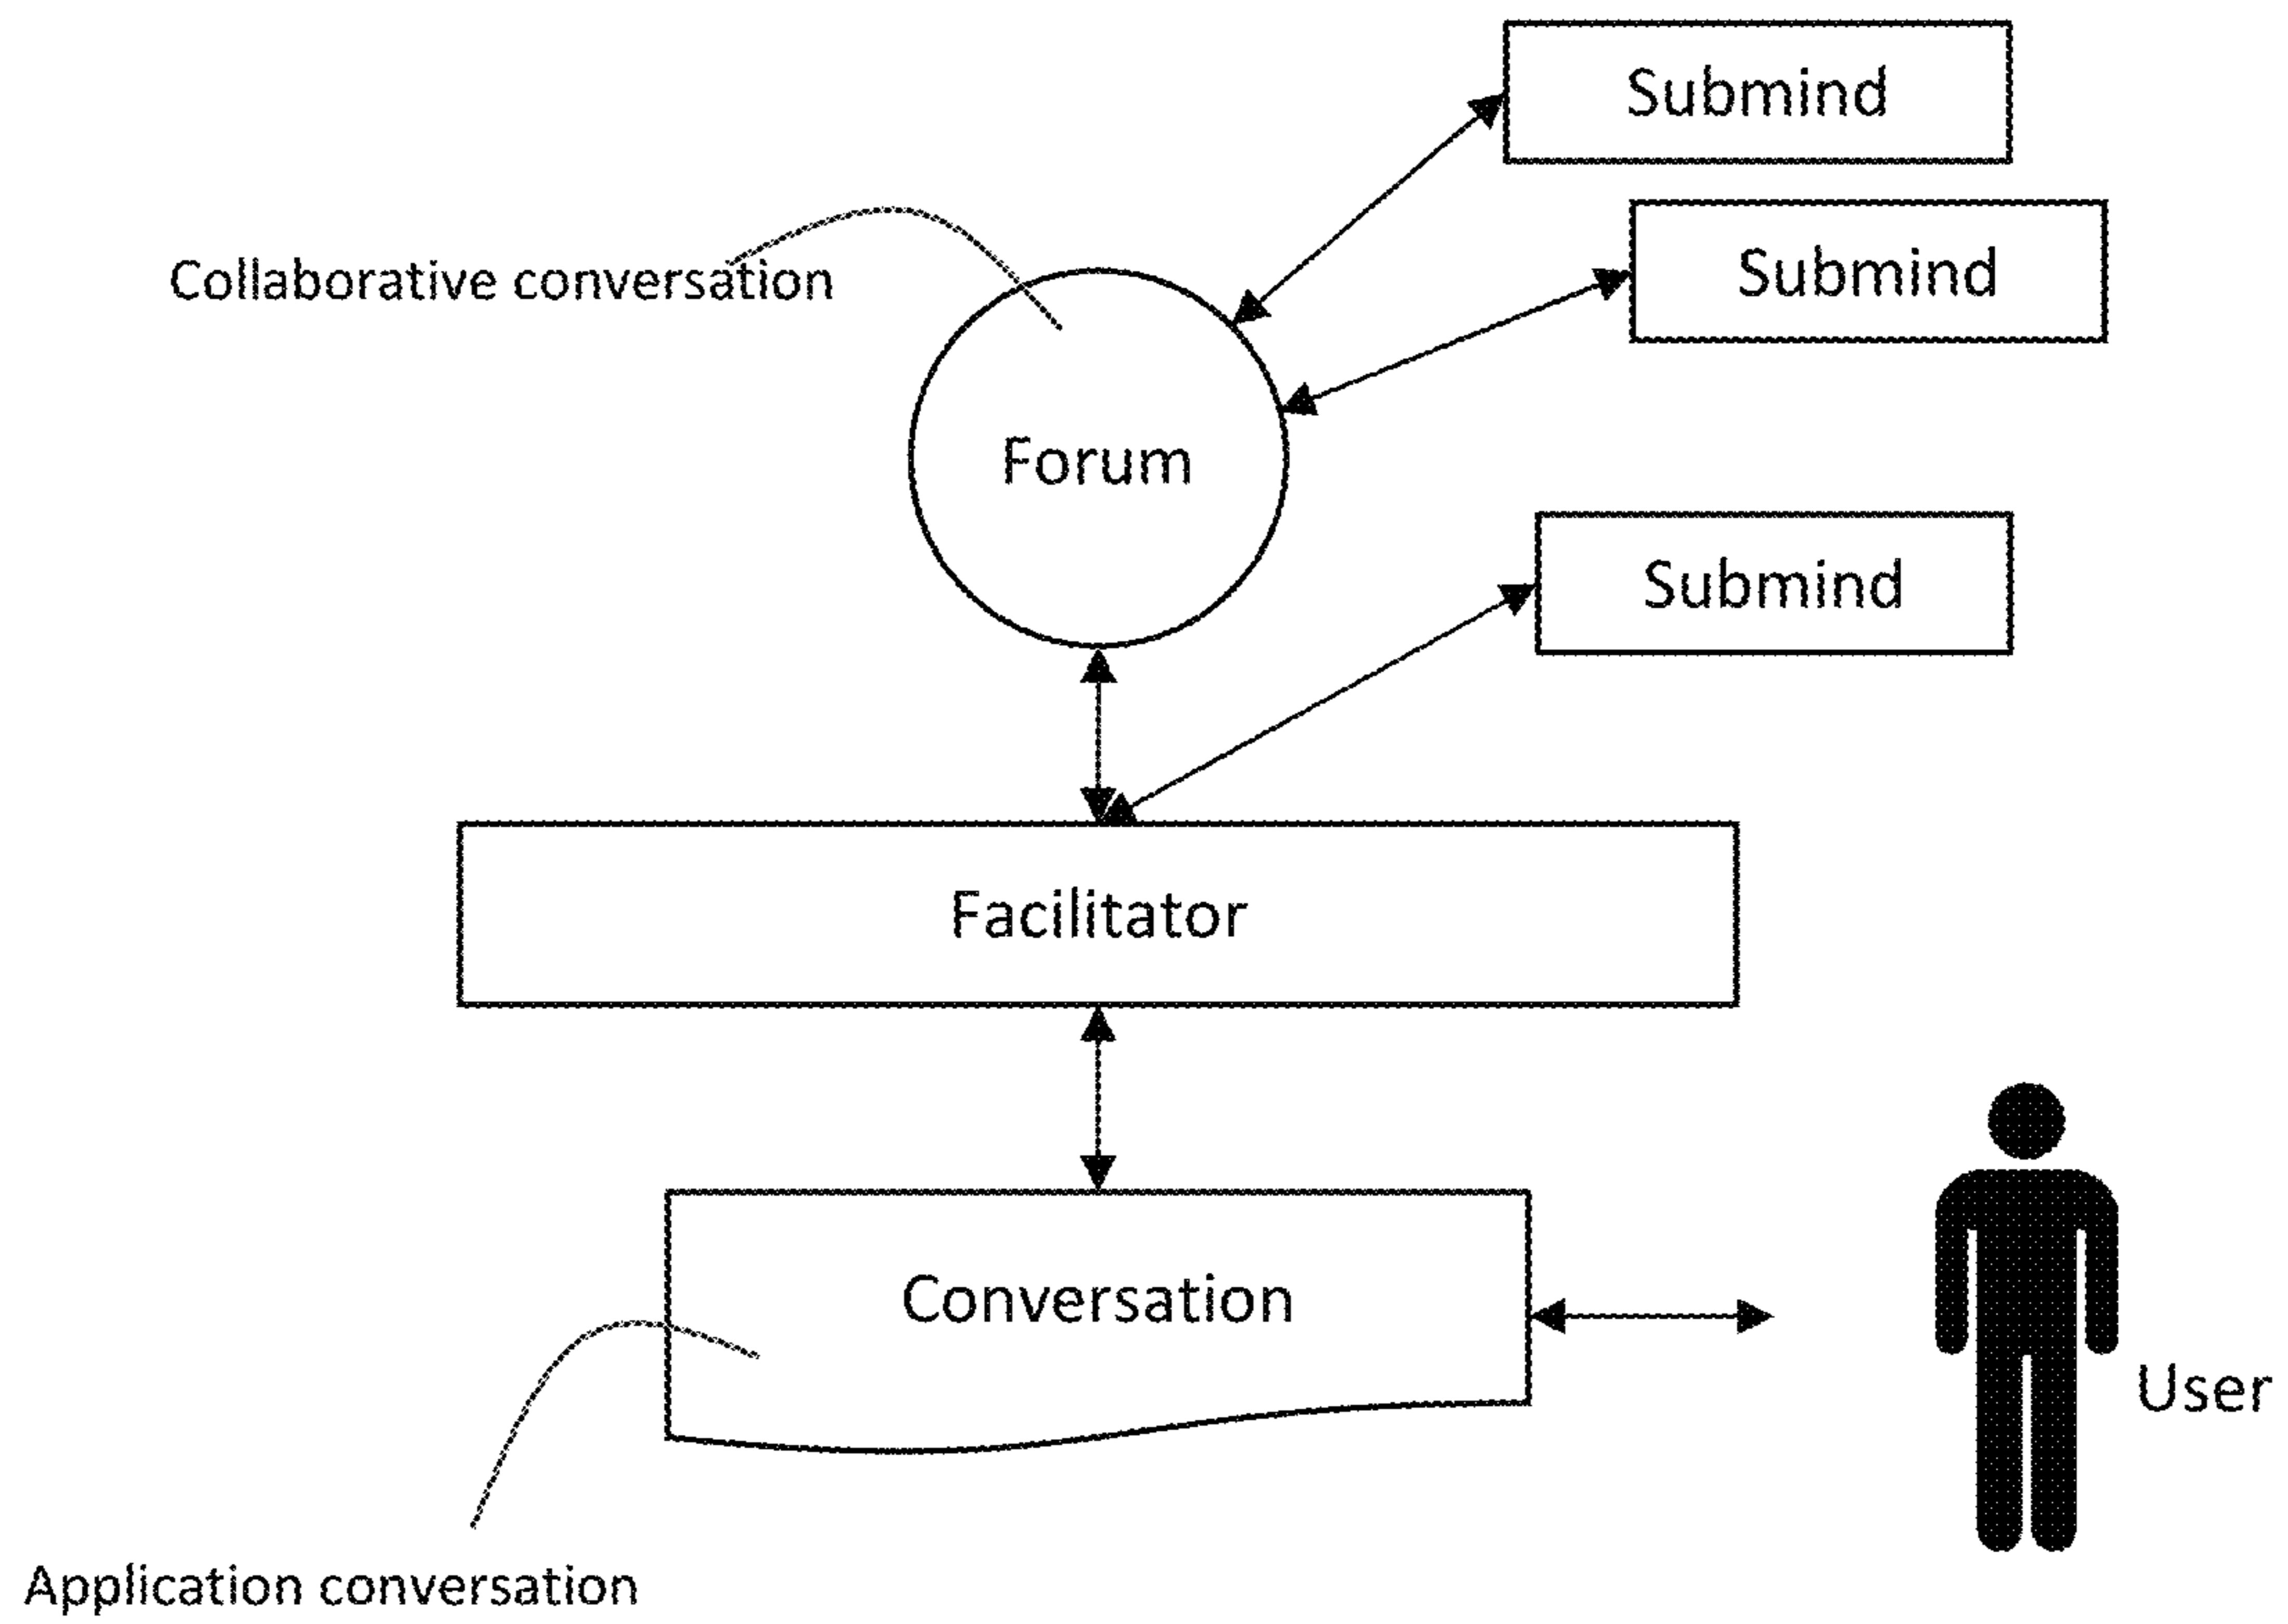 Submind
Submind
Collaborative conversation
Forum
Submind
Facilitator
Conversation
User
Application conversation